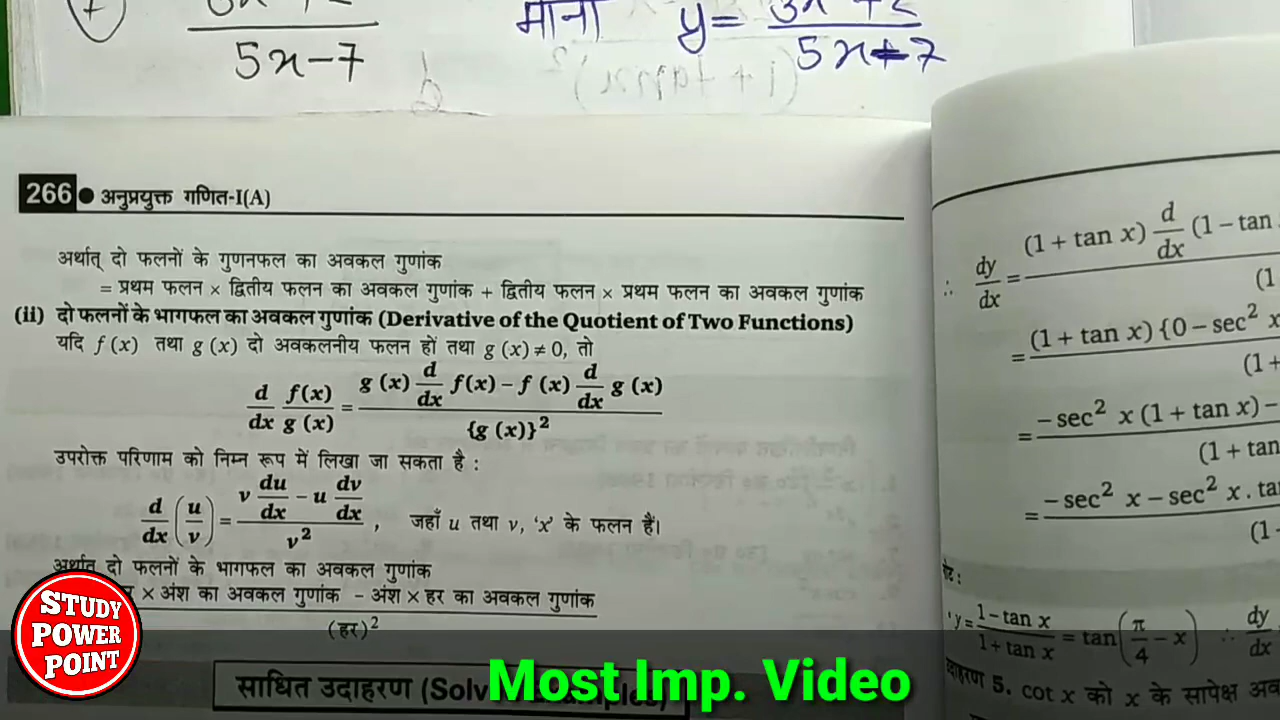 5x-7
माना y=
5x-7
266 ● अनुप्रयुक्त गणित-I(A)
अर्थात् दो फलनों के गुणनफल का अवकल गुणांक
= प्रथम फलन × द्वितीय फलन का अवकल गुणांक + द्वितीय फलन × प्रथम फलन का अवकल गुणांक
(ii) दो फलनों के भागफल का अवकल गुणांक (Derivative of the Quotient of Two Functions)
यदि f (x) तथा g (x) दो अवकलनीय फलन हों तथा g (x) ≠ 0, तो
d/dx f(x)/g (x) = g (x) d/dx f(x) – f (x) d/dx g (x) / {g (x)}²
उपरोक्त परिणाम को निम्न रूप में लिखा जा सकता है :
d/dx (u/v) = v du/dx – u dv/dx / v² , जहाँ u तथा v, ‘x’ के फलन हैं।
अर्थात् दो फलनों के भागफल का अवकल गुणांक
× अंश का अवकल गुणांक – अंश × हर का अवकल गुणांक
(हर)²
साधित उदाहरण (Solv
∴ dy/dx = (1 + tan x) d/dx (1 – tan
(1
= (1 + tan x) {0 – sec² x
(1 +
= – sec² x (1 + tan x) –
(1 + tan
= – sec² x – sec² x . ta
(1 –
y = 1 – tan x / 1 + tan x = tan (π/4 – x) ∴ dy/dx
5. cot x को x के सापेक्ष
STUDY
POWER
POINT
Most Imp. Video